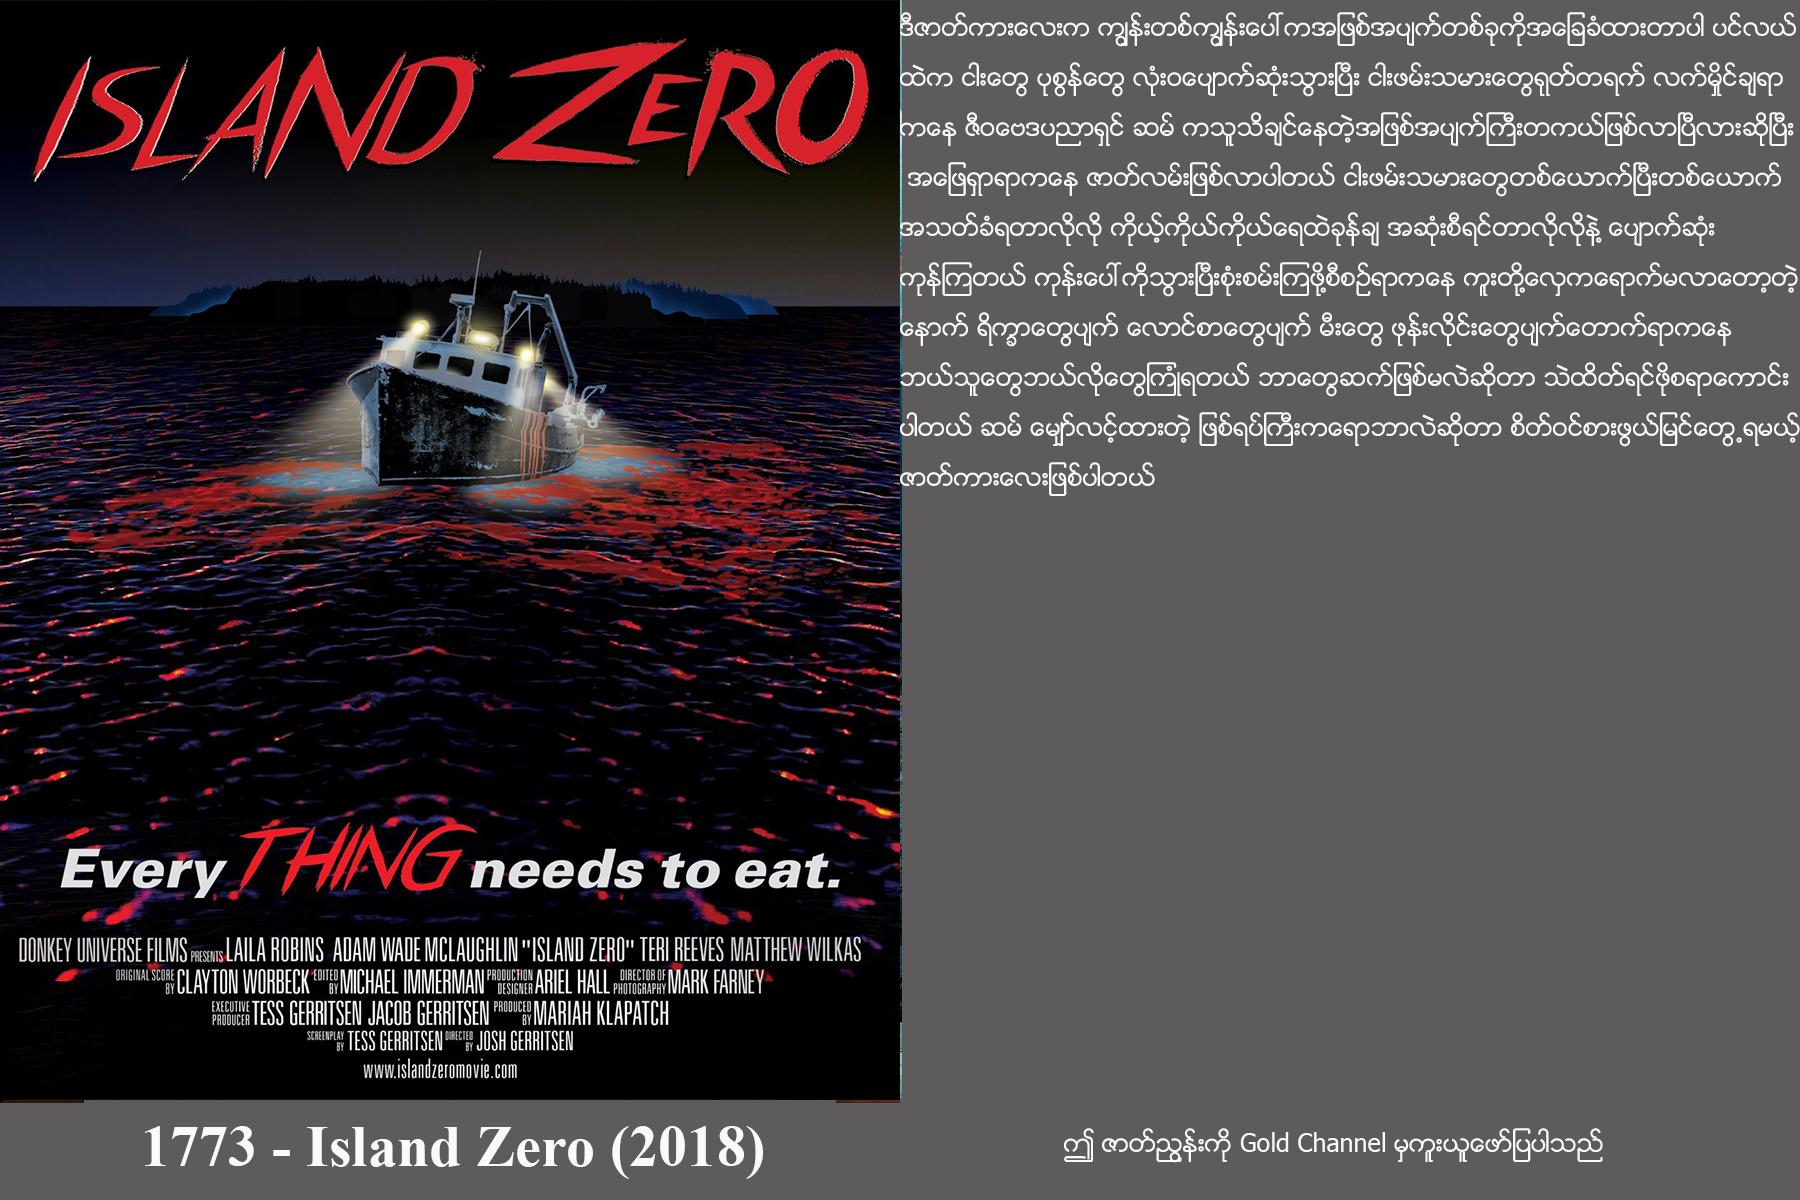 ISLAND ZERO
Every THING needs to eat.
DONKEY UNIVERSE FILMS PRESENTS LAILA ROBINS ADAM WADE MCLAUGHLIN "ISLAND ZERO" TERI REEVES MATTHEW WILKAS
ORIGINAL SCORE BY CLAYTON WORBECK EDITED BY MICHAEL IMMERMAN PRODUCTION DESIGNER ARIEL HALL DIRECTOR OF PHOTOGRAPHY MARK FARNEY
EXECUTIVE PRODUCER TESS GERRITSEN JACOB GERRITSEN PRODUCED BY MARIAH KLAPATCH
SCREENPLAY BY TESS GERRITSEN DIRECTED BY JOSH GERRITSEN
www.islandzeromovie.com
1773 - Island Zero (2018)
ဒီဇာတ်ကားလေးက ကျွန်းတစ်ကျွန်းပေါ်ကအဖြစ်အပျက်တစ်ခုကိုအခြေခံထားတာပါ ပင်လယ်
ထဲက ငါးတွေ ပုစွန်တွေ လုံးဝပျောက်ဆုံးသွားပြီး ငါးဖမ်းသမားတွေရုတ်တရက် လက်မှိုင်ချရာ
ကနေ ဇီဝဗေဒပညာရှင် ဆမ် ကသူသိချင်နေတဲ့အဖြစ်အပျက်ကြီးတကယ်ဖြစ်လာပြီလားဆိုပြီး
အဖြေရှာရာကနေ ဇာတ်လမ်းဖြစ်လာပါတယ် ငါးဖမ်းသမားတွေတစ်ယောက်ပြီးတစ်ယောက်
အသတ်ခံရတာလိုလို ကိုယ့်ကိုယ်ကိုယ်ရေထဲခုန်ချ အဆုံးစီရင်တာလိုလိုနဲ့ ပျောက်ဆုံး
ကုန်ကြတယ် ကုန်းပေါ်ကိုသွားပြီးစုံးစမ်းကြဖို့စီစဉ်ရာကနေ ကူးတို့လှေကရောက်မလာတော့တဲ့
နောက် ရိက္ခာတွေပျက် လောင်စာတွေပျက် မီးတွေ ဖုန်းလိုင်းတွေပျက်တောက်ရာကနေ
ဘယ်သူတွေဘယ်လိုတွေကြုံရတယ် ဘာတွေဆက်ဖြစ်မလဲဆိုတာ သဲထိတ်ရင်ဖိုစရာကောင်း
ပါတယ် ဆမ် မျှော်လင့်ထားတဲ့ ဖြစ်ရပ်ကြီးကရောဘာလဲဆိုတာ စိတ်ဝင်စားဖွယ်မြင်တွေ့ရမယ့်
ဇာတ်ကားလေးဖြစ်ပါတယ်
ဤ ဇာတ်ညွှန်းကို Gold Channel မှကူးယူဖော်ပြပါသည်